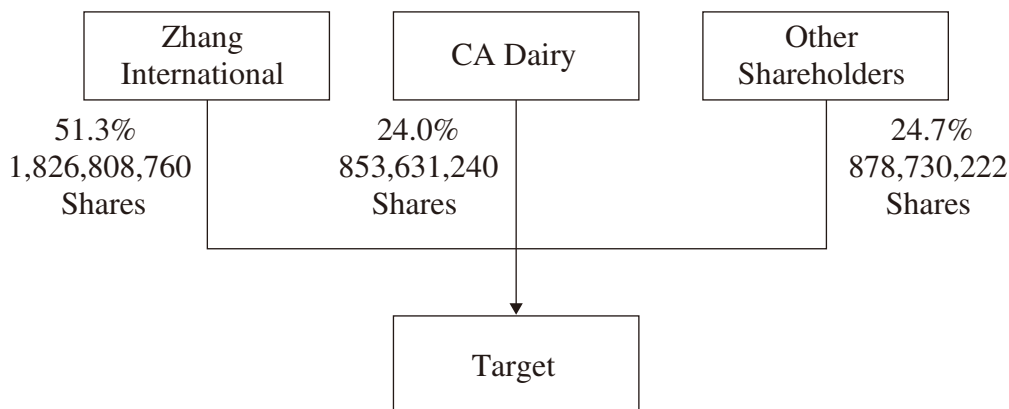 Zhang
International
CA Dairy
Other
Shareholders
51.3%
1,826,808,760
Shares
24.0%
853,631,240
Shares
24.7%
878,730,222
Shares
Target